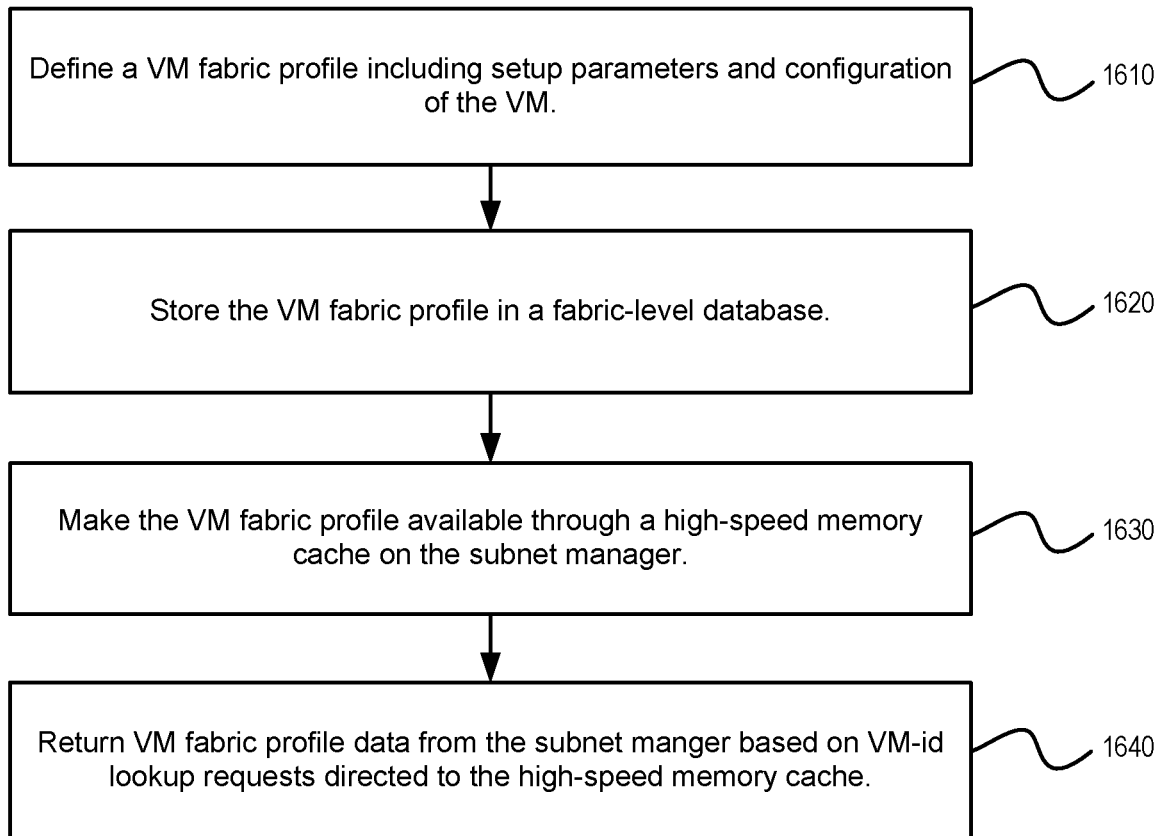 Define a VM fabric profile including setup parameters and configuration
of the VM.
1610
Store the VM fabric profile in a fabric-level database.
1620
Make the VM fabric profile available through a high-speed memory
cache on the subnet manager.
1630
Return VM fabric profile data from the subnet manger based on VM-id
lookup requests directed to the high-speed memory cache.
1640